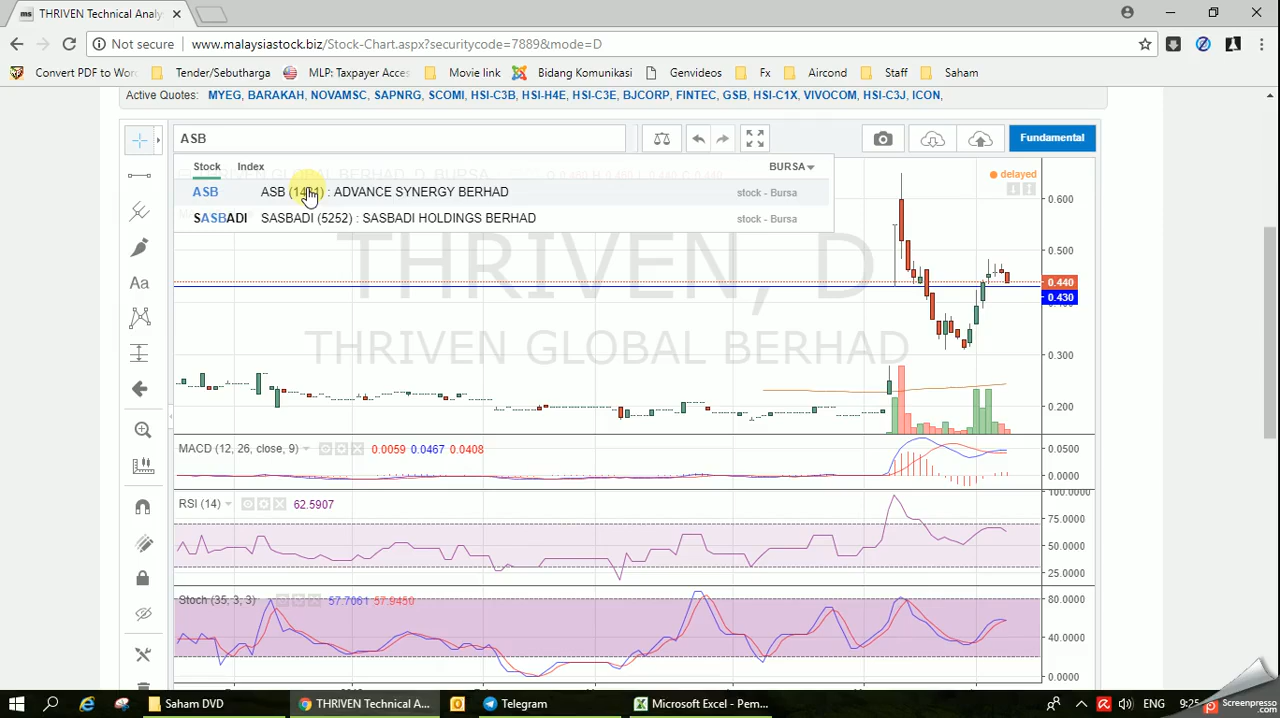 THRIVEN Technical Analy
Not secure
www.malaysiastock.biz/Stock-Chart.aspx?securitycode=7889&mode=D
Convert PDF to Wor
Tender/Sebutharga
MLP: Taxpayer Acces
Movie link
Bidang Komunikasi
Genvideos
Fx
Aircond
Staff
Saham
Active Quotes: MYEG, BARAKAH, NOVAMSC, SAPNRG, SCOMI, HSI-C3B, HSI-H4E, HSI-C3E, BJCORP, FINTEC, GSB, HSI-C1X, VIVOCOM, HSI-C3J, ICON,
ASB
Fundamental
Stock Index BURSA
ASB : ADVANCE SYNERGY BERHAD stock - Bursa
SASBADI SASBADI (5252) : SASBADI HOLDINGS BERHAD stock - Bursa
delayed
THRIVEN, D
THRIVEN GLOBAL BERHAD
0.600
0.500
0.440
0.430
0.300
0.200
MACD (12, 26, close, 9) 0.0059 0.0467 0.0408
0.0500
0.0000
RSI (14) 62.5907
100.0000
75.0000
50.0000
25.0000
Stoch (35, 3, 3) 57.7061 57.9450
80.0000
40.0000
0.0000
Aa
Saham DVD
THRIVEN Technical A...
Telegram
Microsoft Excel - Pem...
ENG
9:25
Screenpresso
.com